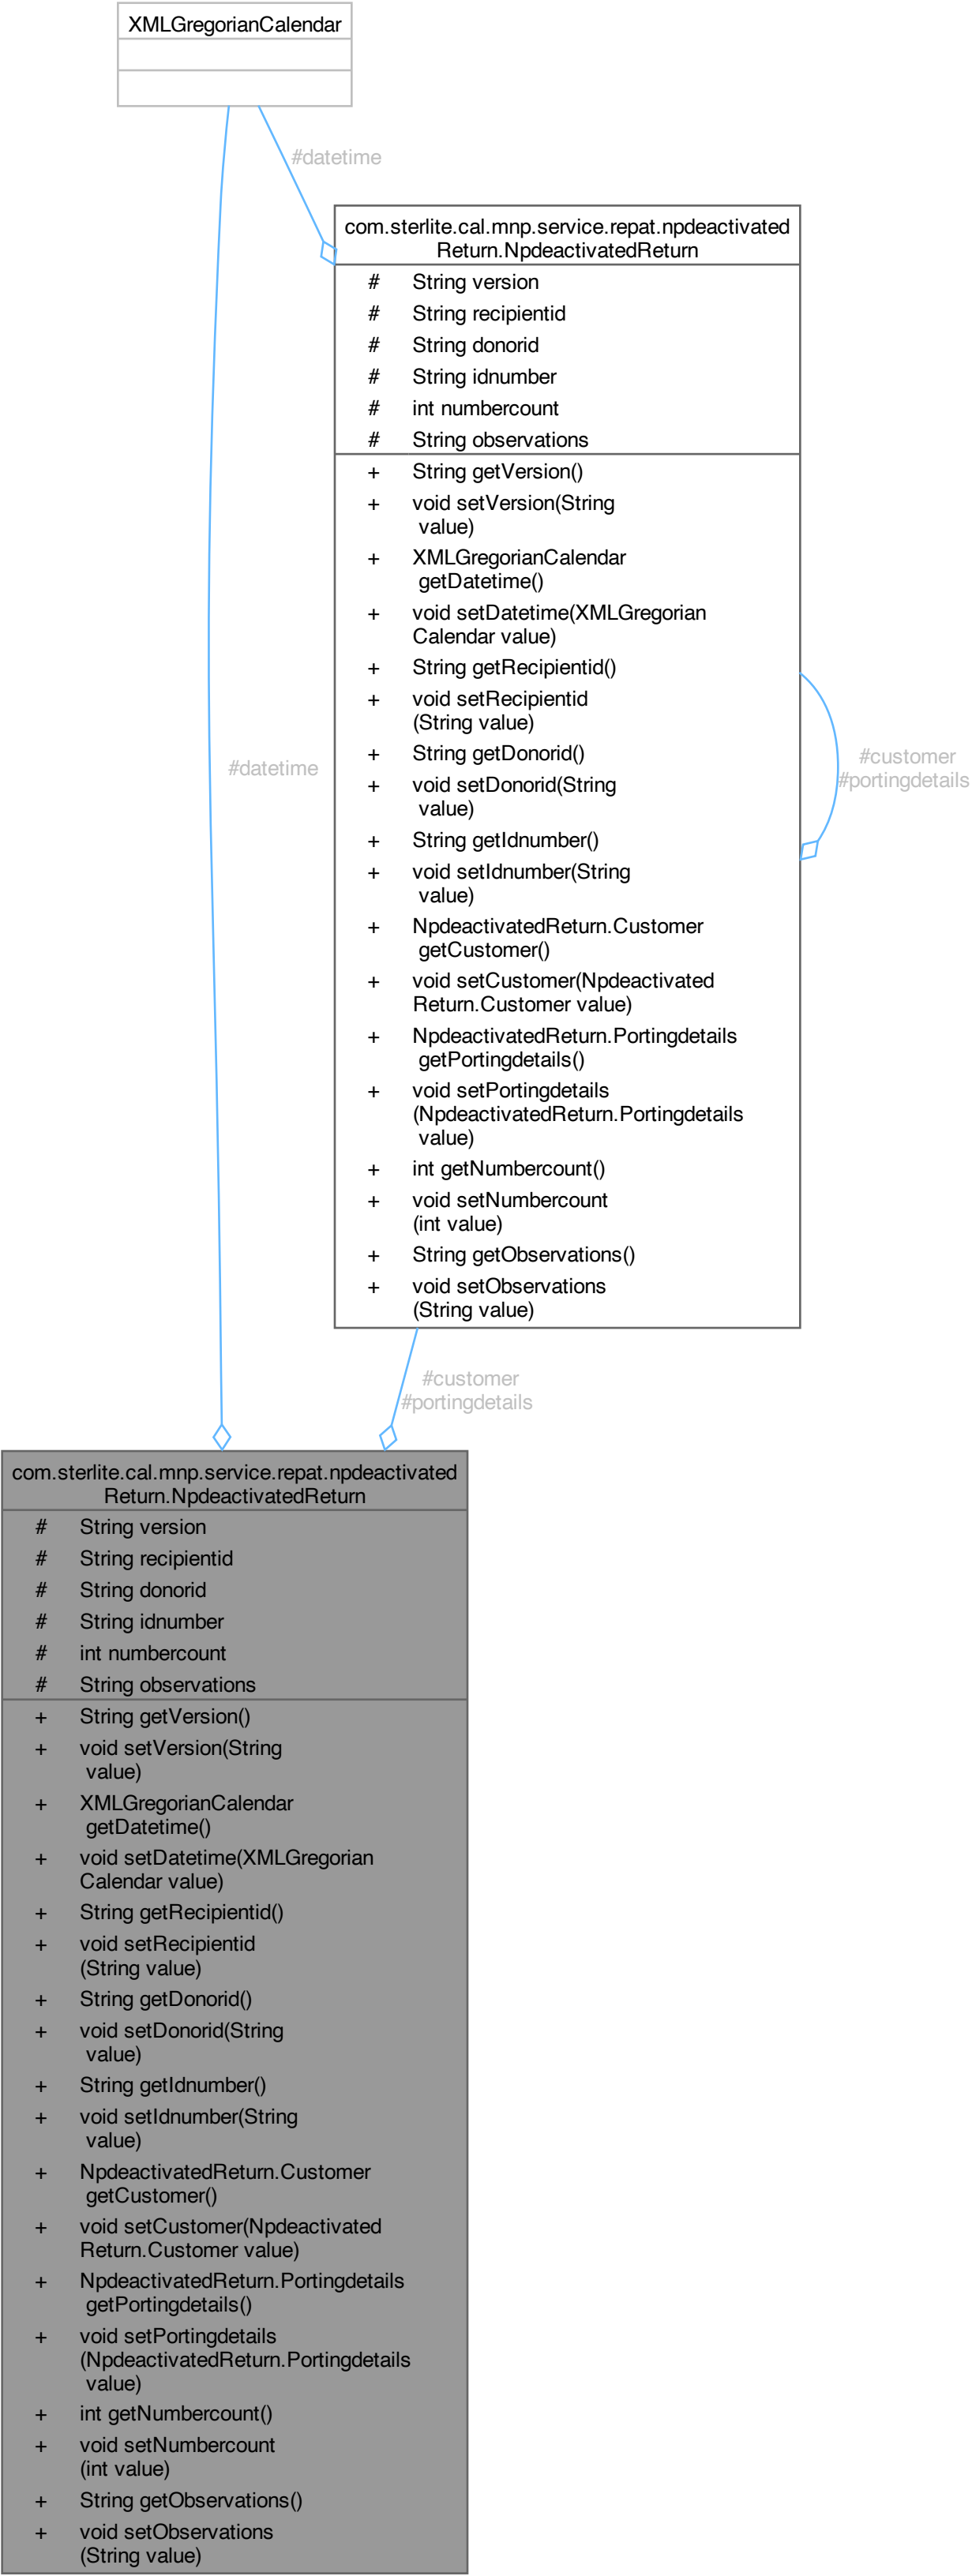 XMLGregorianCalendar
#datetime
com.sterlite.cal.mnp.service.repat.npdeactivated
Return.NpdeactivatedReturn
# String version
# String recipientid
# String donorid
# String idnumber
# int numbercount
# String observations
+ String getVersion()
+ void setVersion(String
value)
+ XMLGregorianCalendar
getDatetime()
+ void setDatetime(XMLGregorian
Calendar value)
+ String getRecipientid()
+ void setRecipientid
(String value)
+ String getDonorid()
+ void setDonorid(String
value)
+ String getIdnumber()
+ void setIdnumber(String
value)
+ NpdeactivatedReturn.Customer
getCustomer()
+ void setCustomer(Npdeactivated
Return.Customer value)
+ NpdeactivatedReturn.Portingdetails
getPortingdetails()
+ void setPortingdetails
(NpdeactivatedReturn.Portingdetails
value)
+ int getNumbercount()
+ void setNumbercount
(int value)
+ String getObservations()
+ void setObservations
(String value)
#customer
#portingdetails
#datetime
#customer
#portingdetails
com.sterlite.cal.mnp.service.repat.npdeactivated
Return.NpdeactivatedReturn
# String version
# String recipientid
# String donorid
# String idnumber
# int numbercount
# String observations
+ String getVersion()
+ void setVersion(String
value)
+ XMLGregorianCalendar
getDatetime()
+ void setDatetime(XMLGregorian
Calendar value)
+ String getRecipientid()
+ void setRecipientid
(String value)
+ String getDonorid()
+ void setDonorid(String
value)
+ String getIdnumber()
+ void setIdnumber(String
value)
+ NpdeactivatedReturn.Customer
getCustomer()
+ void setCustomer(Npdeactivated
Return.Customer value)
+ NpdeactivatedReturn.Portingdetails
getPortingdetails()
+ void setPortingdetails
(NpdeactivatedReturn.Portingdetails
value)
+ int getNumbercount()
+ void setNumbercount
(int value)
+ String getObservations()
+ void setObservations
(String value)